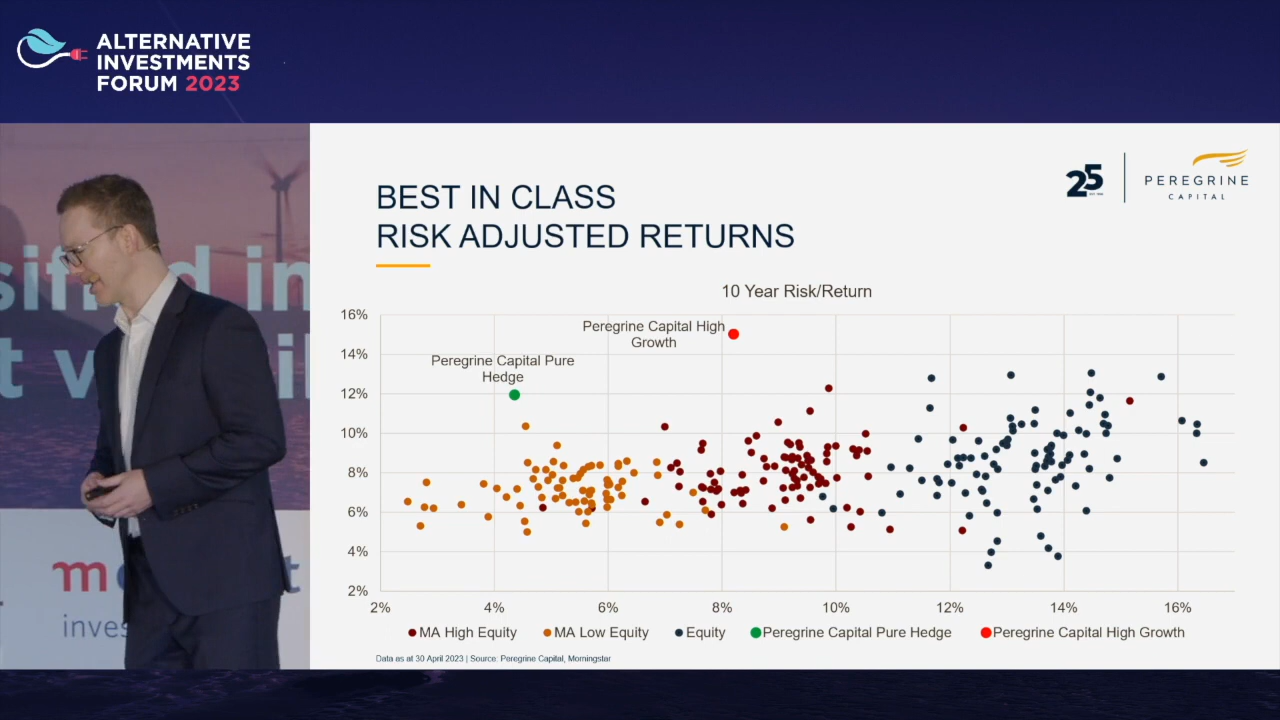 ALTERNATIVE
INVESTMENTS
FORUM 2023
25
PEREGRINE
CAPITAL
BEST IN CLASS
RISK ADJUSTED RETURNS
10 Year Risk/Return
16%
14%
12%
10%
8%
6%
4%
2%
Peregrine Capital High
Growth
Peregrine Capital Pure
Hedge
2%
4%
6%
8%
10%
12%
14%
16%
MA High Equity
MA Low Equity
Equity
Peregrine Capital Pure Hedge
Peregrine Capital High Growth
Data as at 30 April 2023 | Source: Peregrine Capital, Morningstar